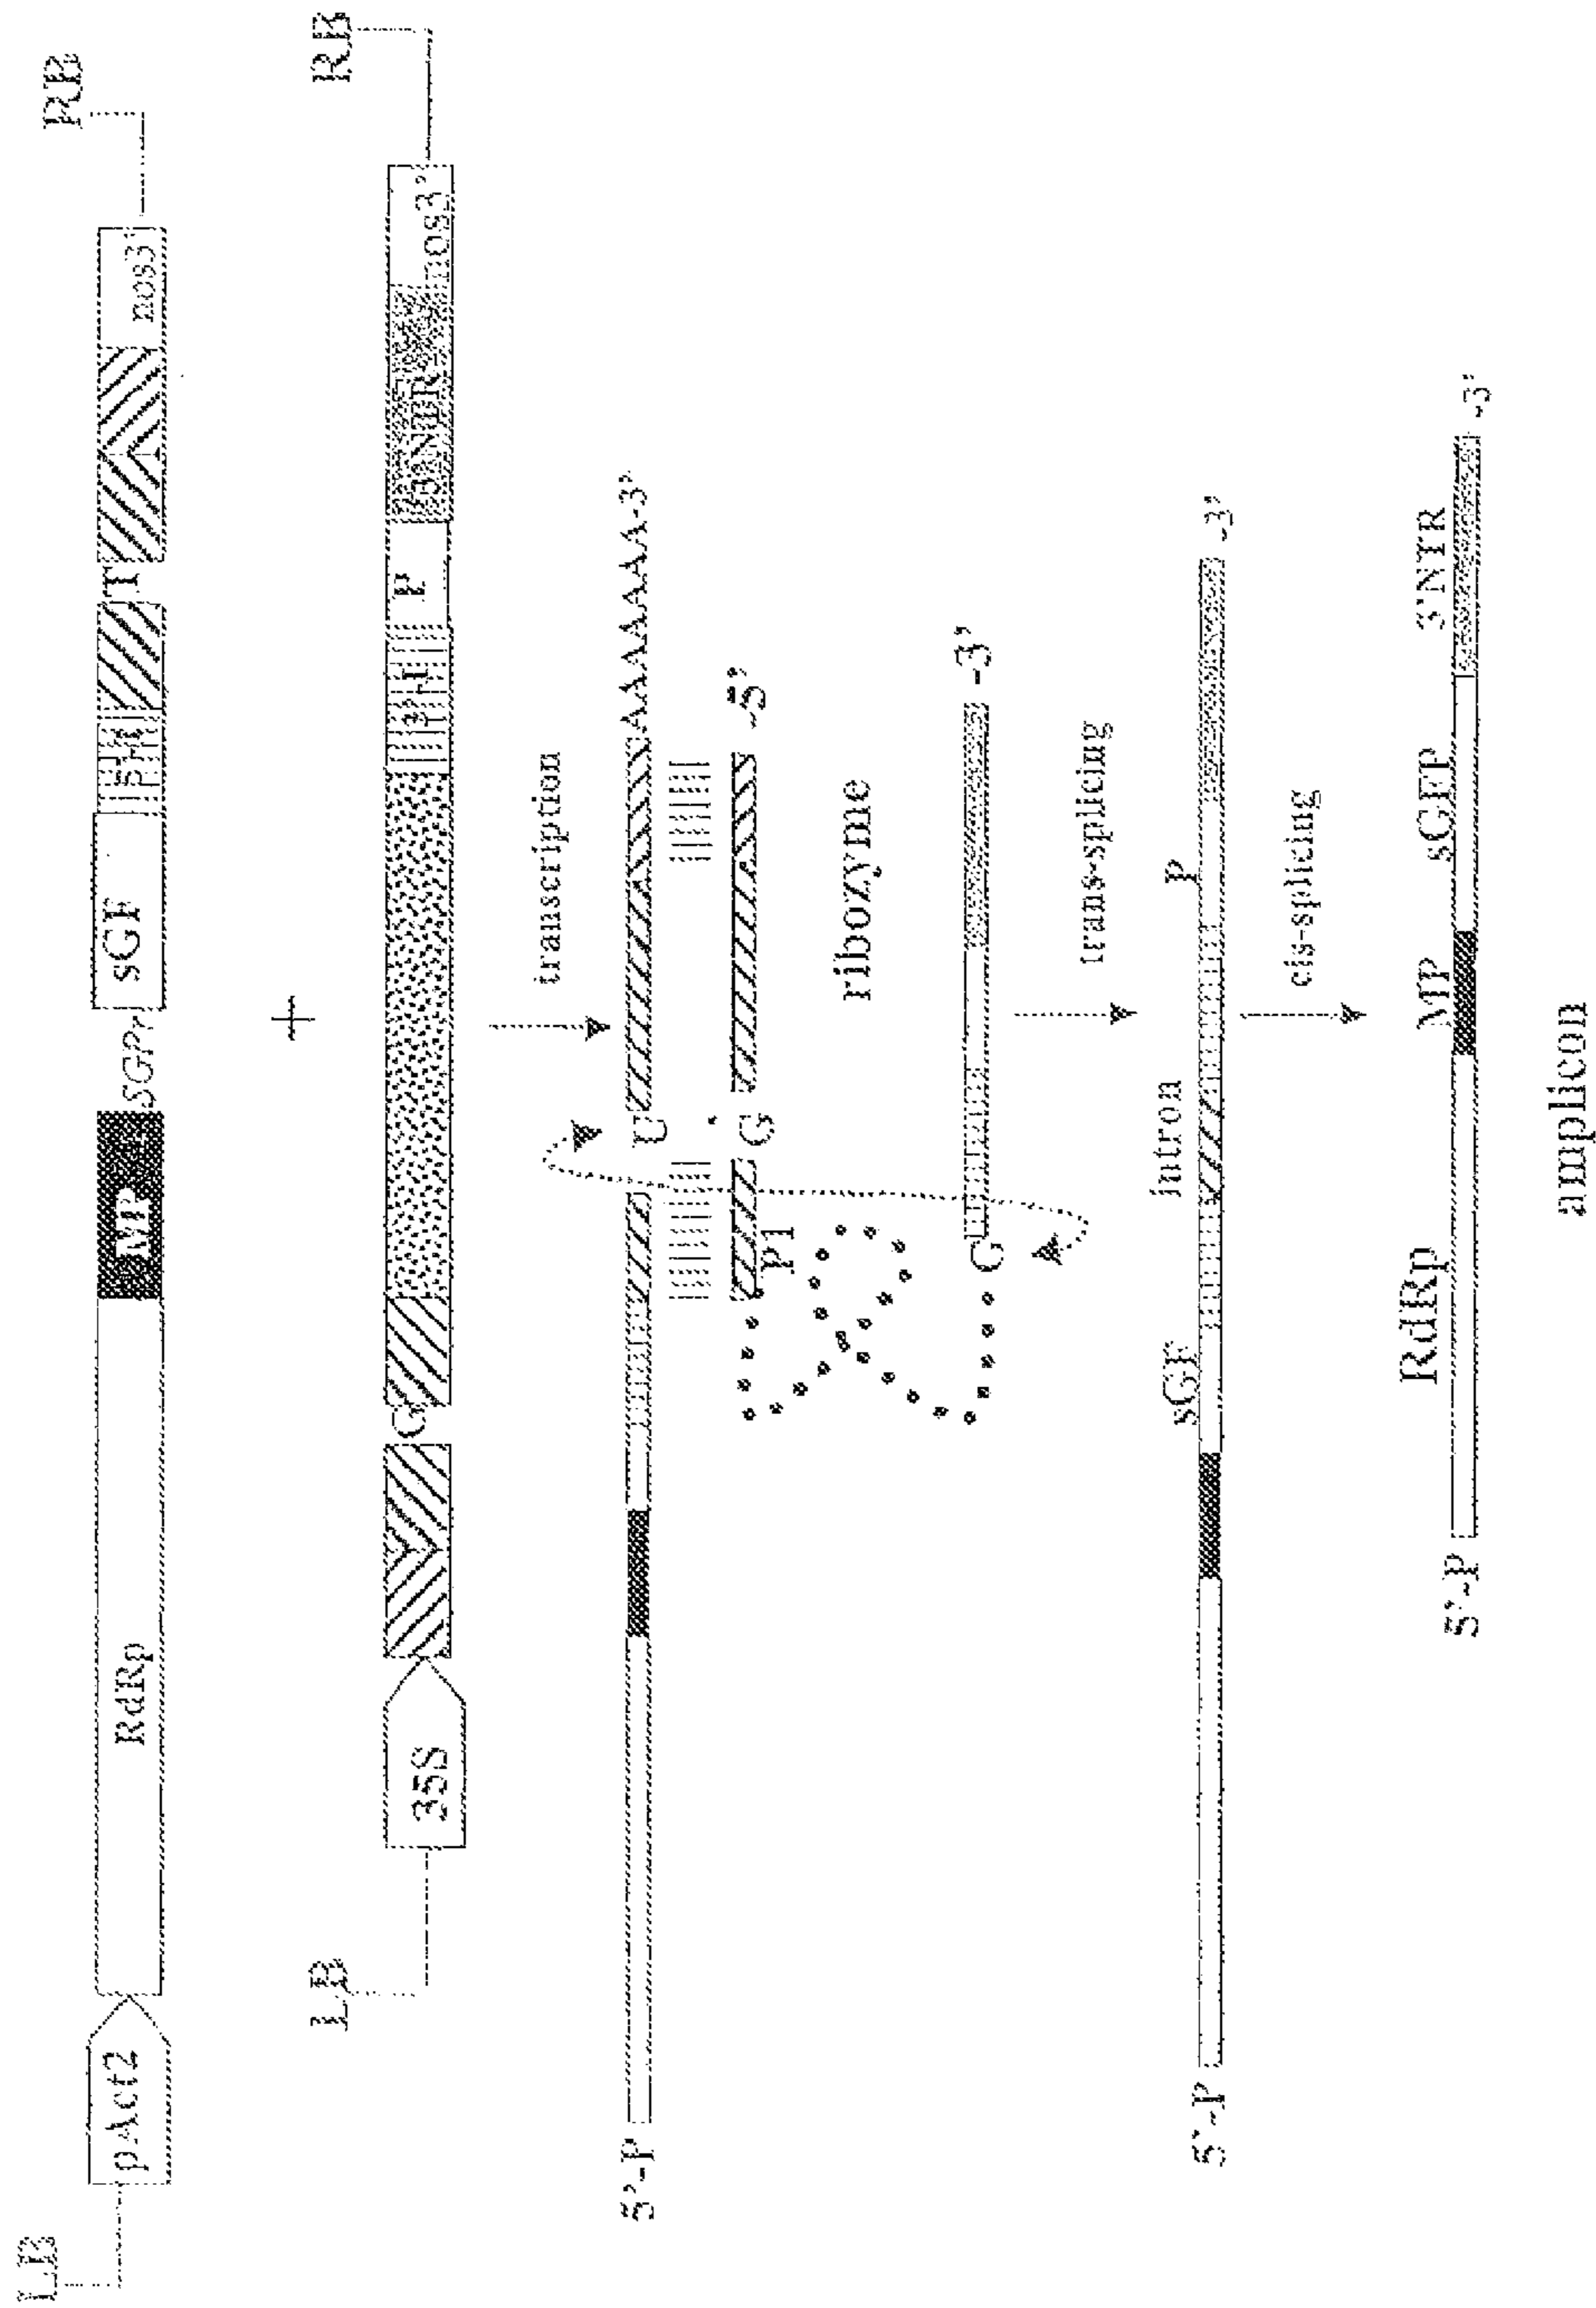 LB
RB
pAct2
RdRp
MP
SGPr
sGF
T
nos3'
+
LB
RB
35S
G
P
3'NTR
nos3'
transcription
5'-P
U
AAAAAA-3'
G
-5'
P1
ribozyme
G
-3'
trans-splicing
sGF
intron
P
5'-P
-3'
cis-splicing
RdRp
MP
sGFP
3'NTR
5'-P
-3'
amplicon